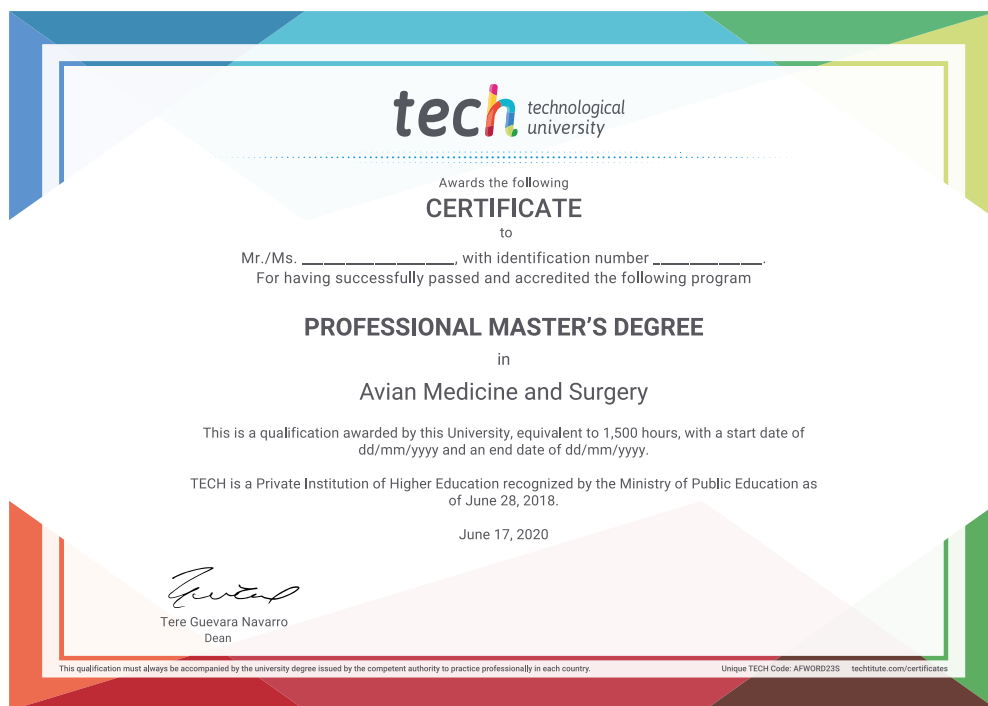 tech technological
university
Awards the following
CERTIFICATE
to
Mr./Ms. ____________________, with identification number ______________.
For having successfully passed and accredited the following program
PROFESSIONAL MASTER'S DEGREE
in
Avian Medicine and Surgery
This is a qualification awarded by this University, equivalent to 1,500 hours, with a start date of
dd/mm/yyyy and an end date of dd/mm/yyyy.
TECH is a Private Institution of Higher Education recognized by the Ministry of Public Education as
of June 28, 2018.
June 17, 2020
Tere Guevara Navarro
Dean
This qualification must always be accompanied by the university degree issued by the competent authority to practice professionally in each country.
Unique TECH Code: AFWORD23S techtitute.com/certificates